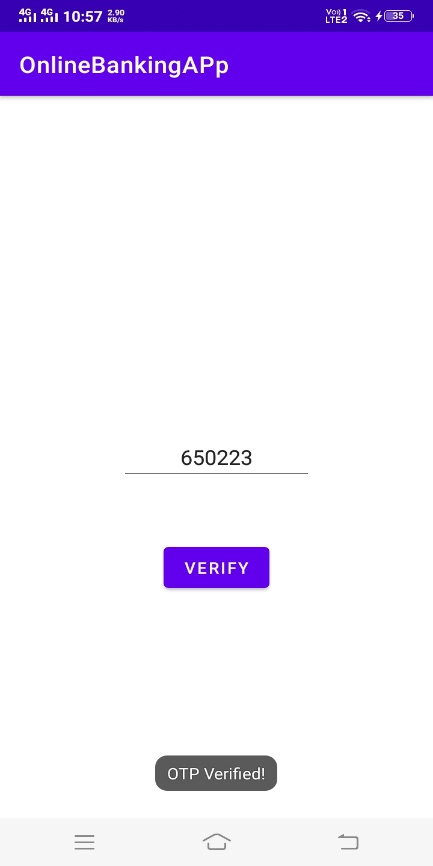 4G 4G 10:57 2.90 KB/s Vo) 1 LTE2 35
OnlineBankingAPp
650223
VERIFY
OTP Verified!